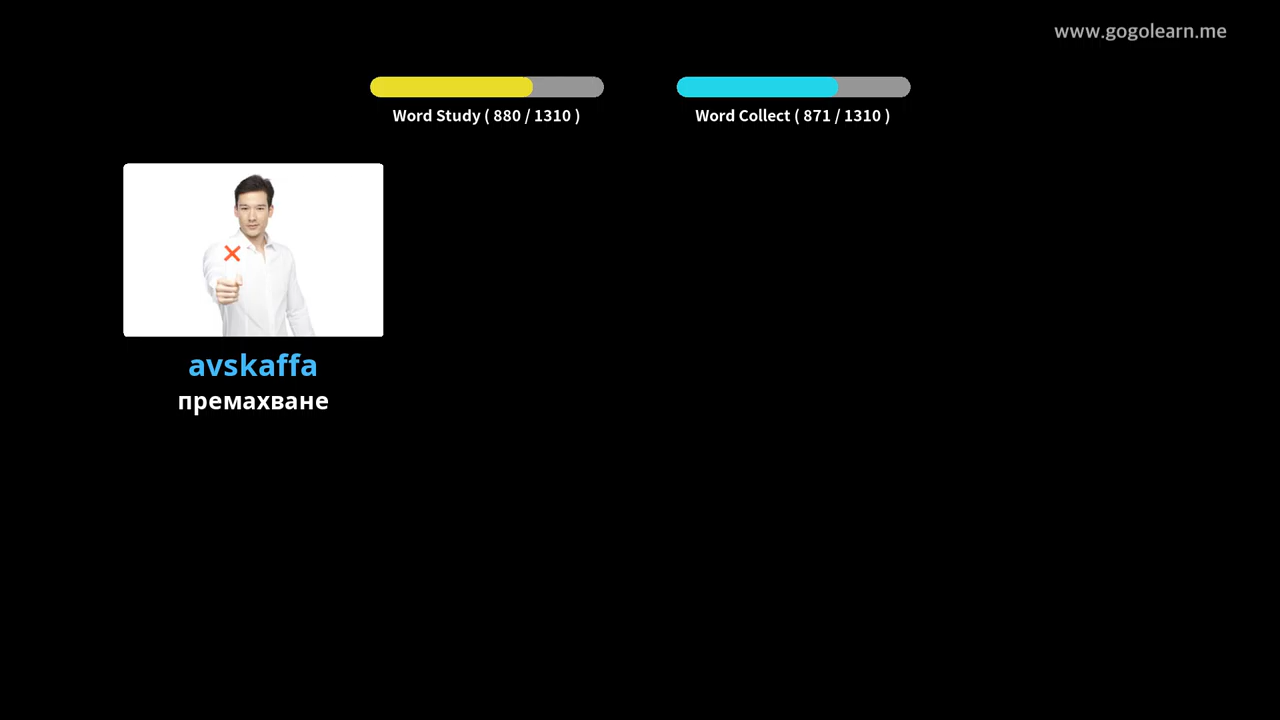 www.gogolearn.me
Word Study ( 880 / 1310 )
Word Collect ( 871 / 1310 )
avskaffa
премахване